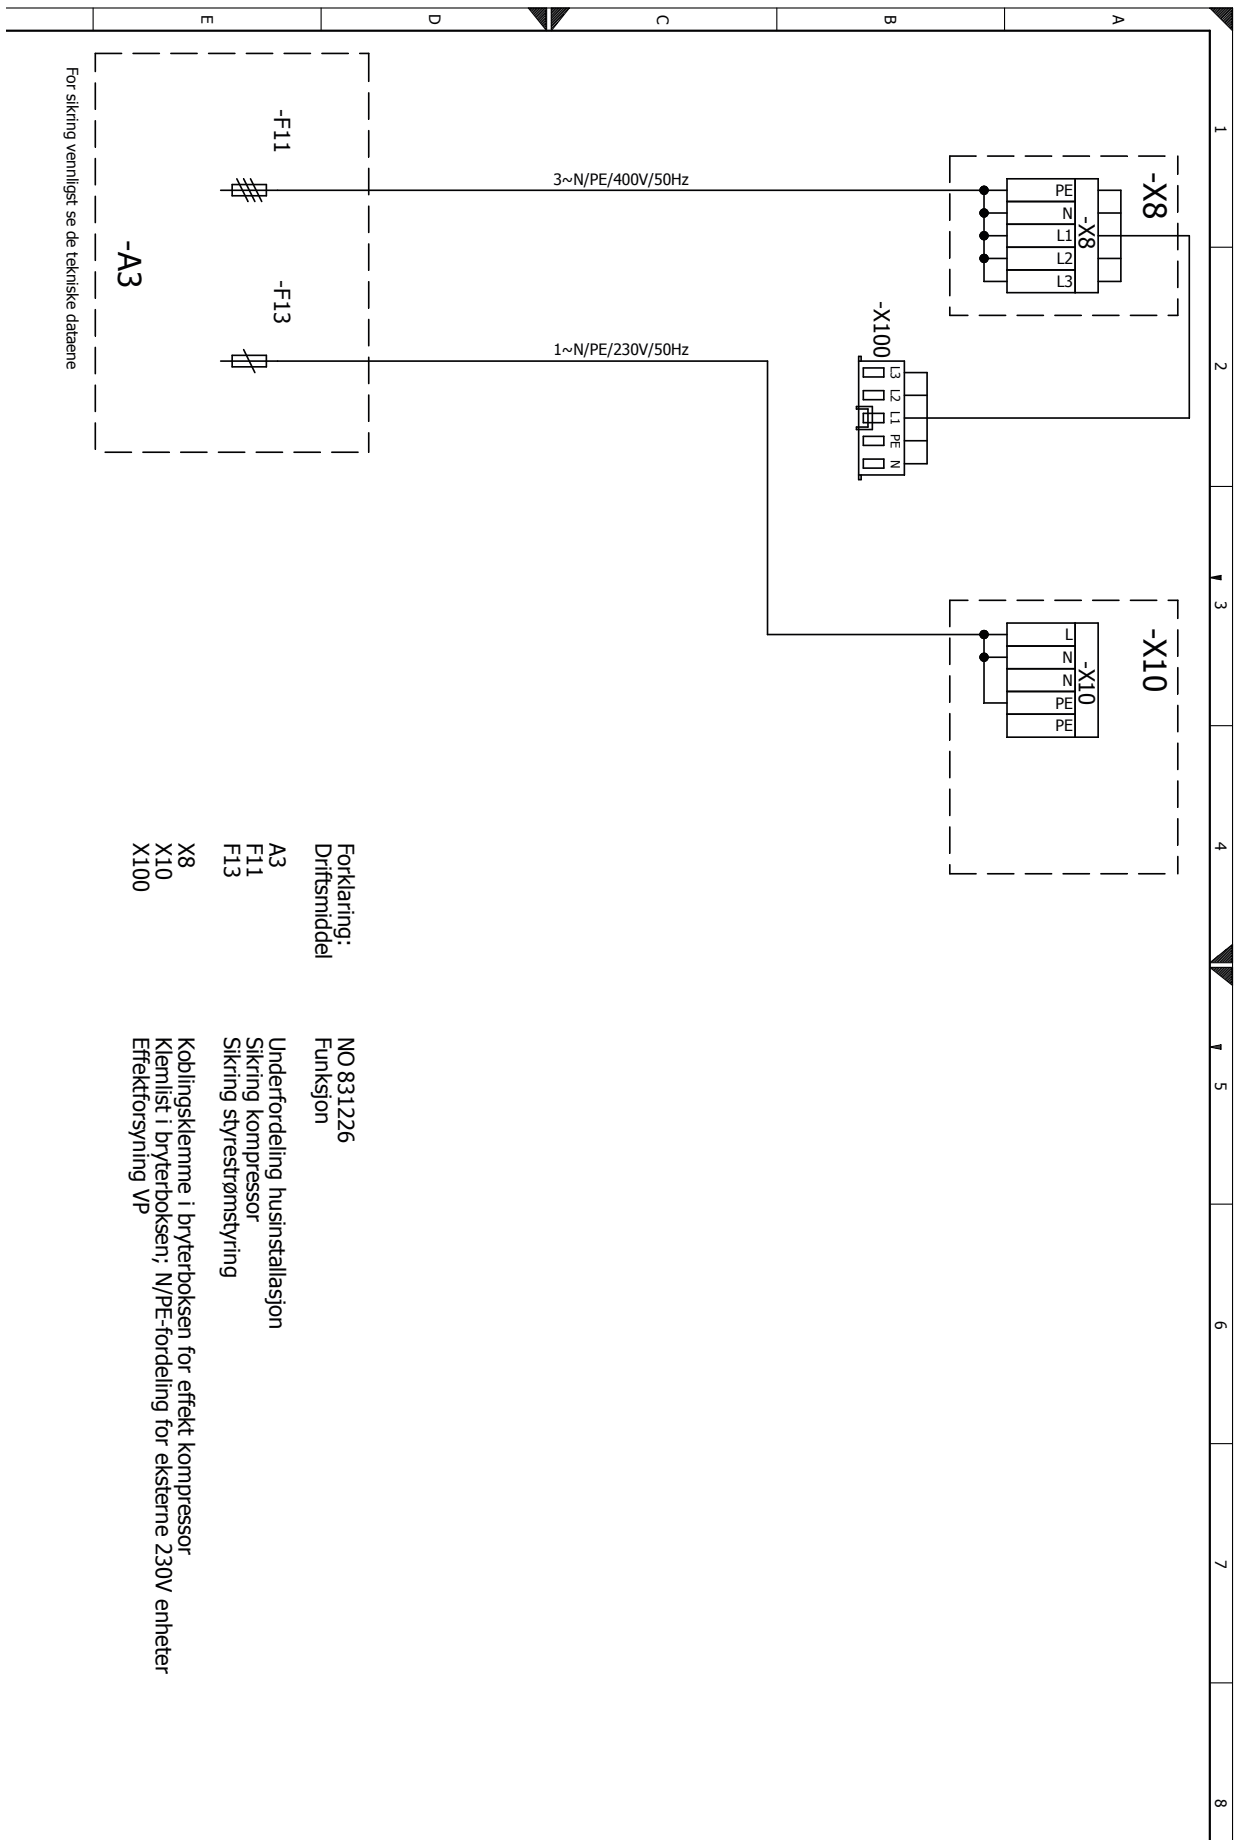 1
2
3
4
5
6
7
8
A
B
C
D
E
-X8
-X8
PE
N
L1
L2
L3
-X10
-X10
L
N
N
PE
PE
-X100
L3
L2
L1
PE
N
3~N/PE/400V/50Hz
1~N/PE/230V/50Hz
-F11
-F13
-A3
For sikring vennligst se de tekniske dataene
Forklaring: NO 831226
Driftsmiddel Funksjon
A3 Underfordeling husinstallasjon
F11 Sikring kompressor
F13 Sikring styrestrømstyring
X8 Koblingsklemme i bryterboksen for effekt kompressor
X10 Klemlist i bryterboksen; N/PE-fordeling for eksterne 230V enheter
X100 Effektforsyning VP